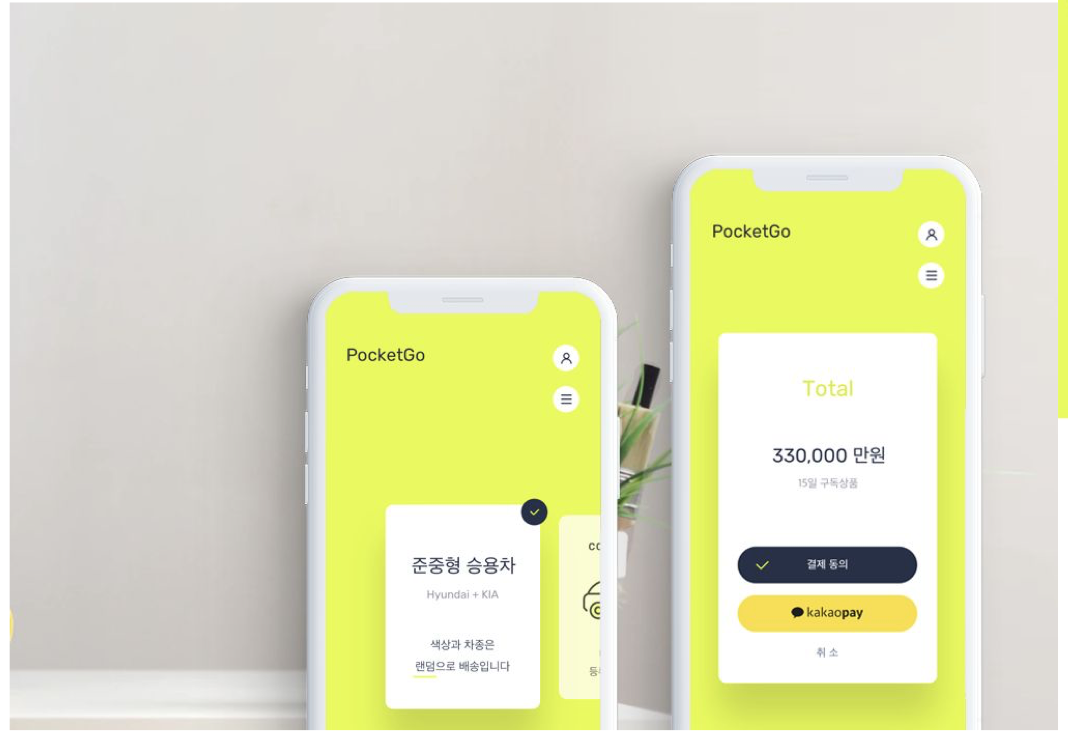 PocketGo
준중형 승용차
Hyundai + KIA
색상과 차종은
랜덤으로 배송입니다
PocketGo
Total
330,000 만원
15일 구독상품
결제 동의
kakaopay
취 소